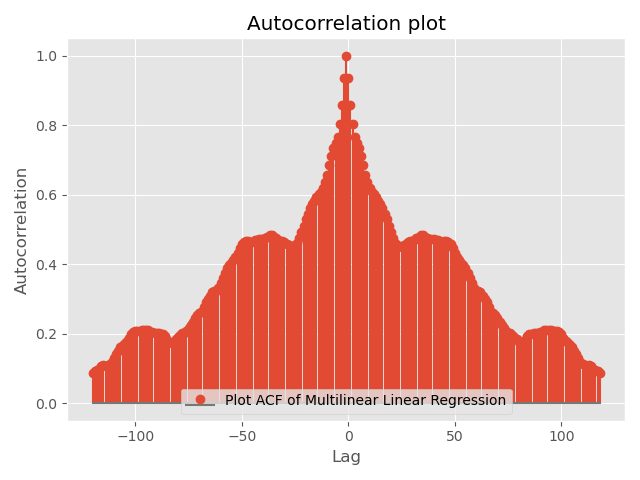 Autocorrelation plot
Autocorrelation
1.0
0.8
0.6
0.4
0.2
0.0
Plot ACF of Multilinear Linear Regression
−100
−50
0
50
100
Lag